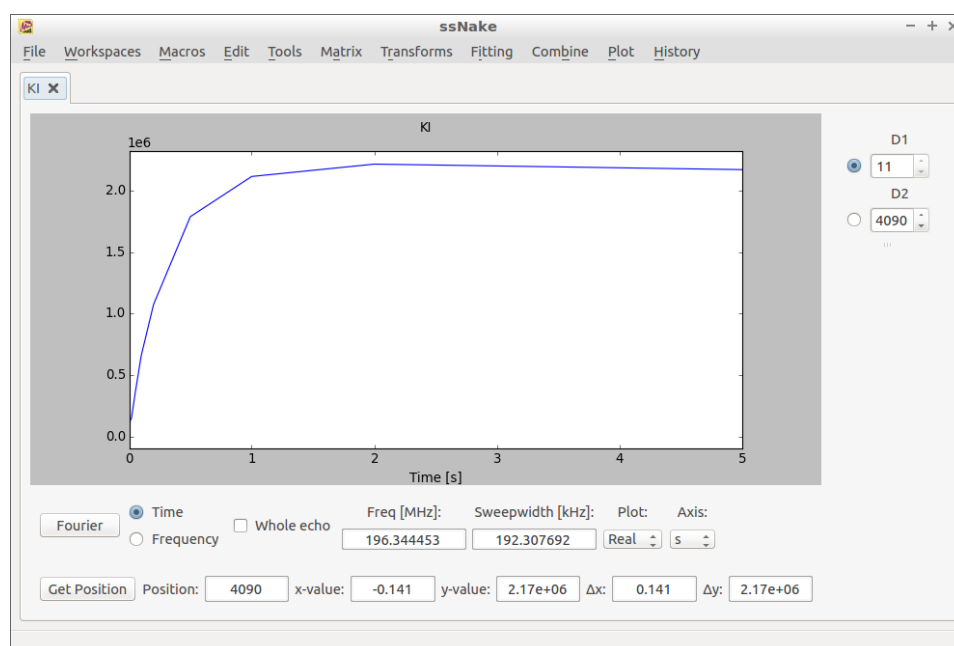 ssNake
File Workspaces Macros Edit Tools Matrix Transforms Fitting Combine Plot History
KI
KI
1e6
2.0
1.5
1.0
0.5
0.0
0 1 2 3 4 5
Time [s]
D1
11
D2
4090
Fourier
Time
Frequency
Whole echo
Freq [MHz]: Sweepwidth [kHz]: Plot: Axis:
196.344453 192.307692 Real s
Get Position Position: 4090 x-value: -0.141 y-value: 2.17e+06 Δx: 0.141 Δy: 2.17e+06